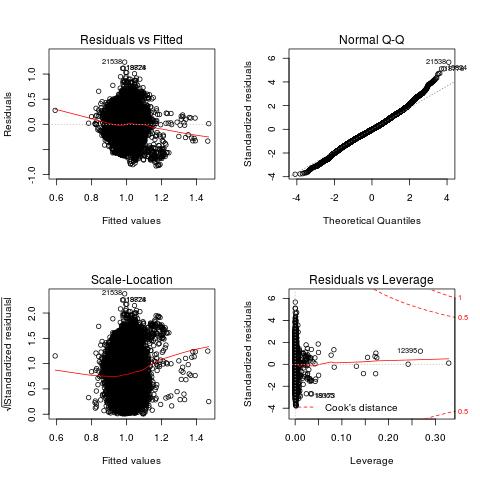 Residuals vs Fitted
Residuals
-1.0
0.0
0.5
1.0
21538
0.6 0.8 1.0 1.2 1.4
Fitted values
Normal Q-Q
Standardized residuals
-4 -2 0 2 4 6
21538
-4 -2 0 2 4
Theoretical Quantiles
Scale-Location
√|Standardized residuals|
0.0 0.5 1.0 1.5 2.0
21538
0.6 0.8 1.0 1.2 1.4
Fitted values
Residuals vs Leverage
Standardized residuals
-4 -2 0 2 4 6
1
0.5
12395
Cook's distance
0.5
0.00 0.10 0.20 0.30
Leverage